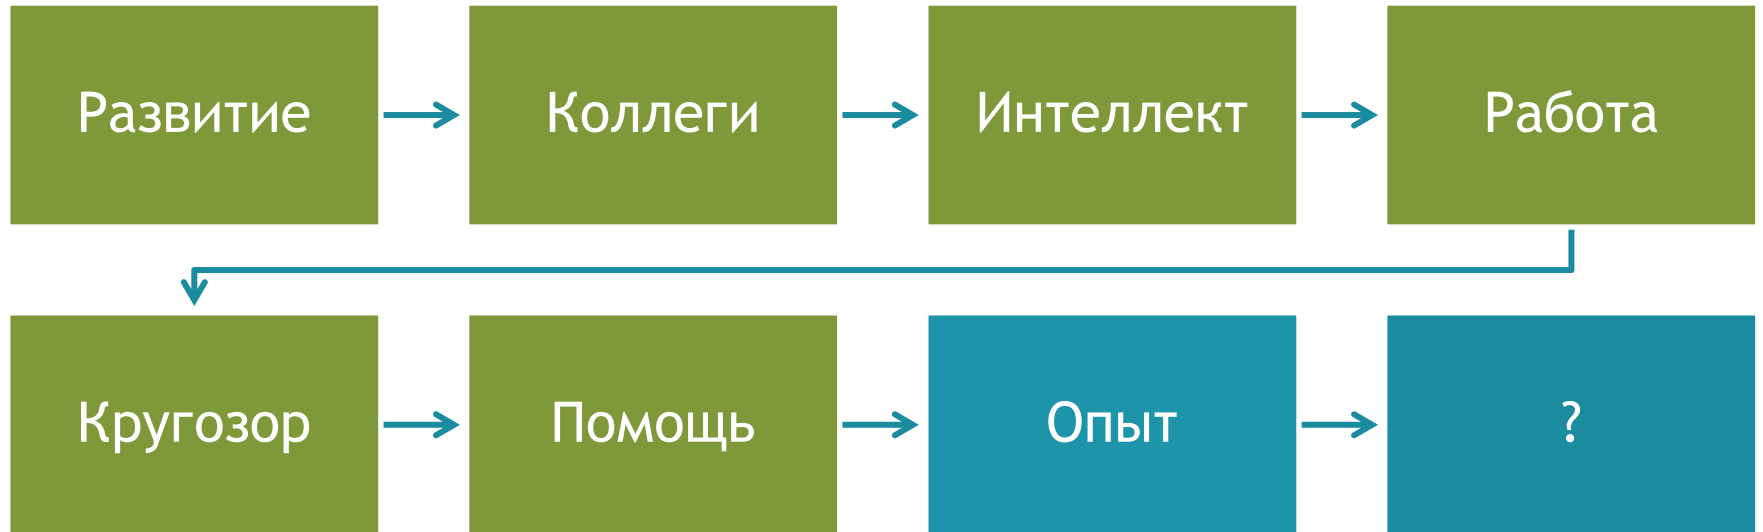 Развитие
Коллеги
Интеллект
Работа
Кругозор
Помощь
Опыт
?